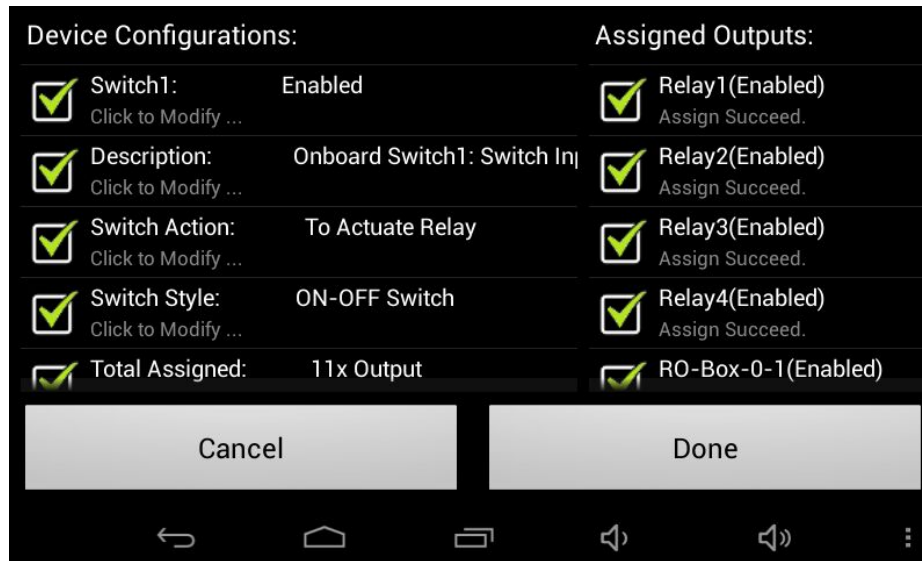 Device Configurations:
Switch1: Enabled
Click to Modify ...
Description: Onboard Switch1: Switch
Click to Modify ...
Switch Action: To Actuate Relay
Click to Modify ...
Switch Style: ON-OFF Switch
Click to Modify ...
Total Assigned: 11x Output
Assigned Outputs:
Relay1(Enabled)
Assign Succeed.
Relay2(Enabled)
Assign Succeed.
Relay3(Enabled)
Assign Succeed.
Relay4(Enabled)
Assign Succeed.
RO-Box-0-1(Enabled)
Cancel
Done